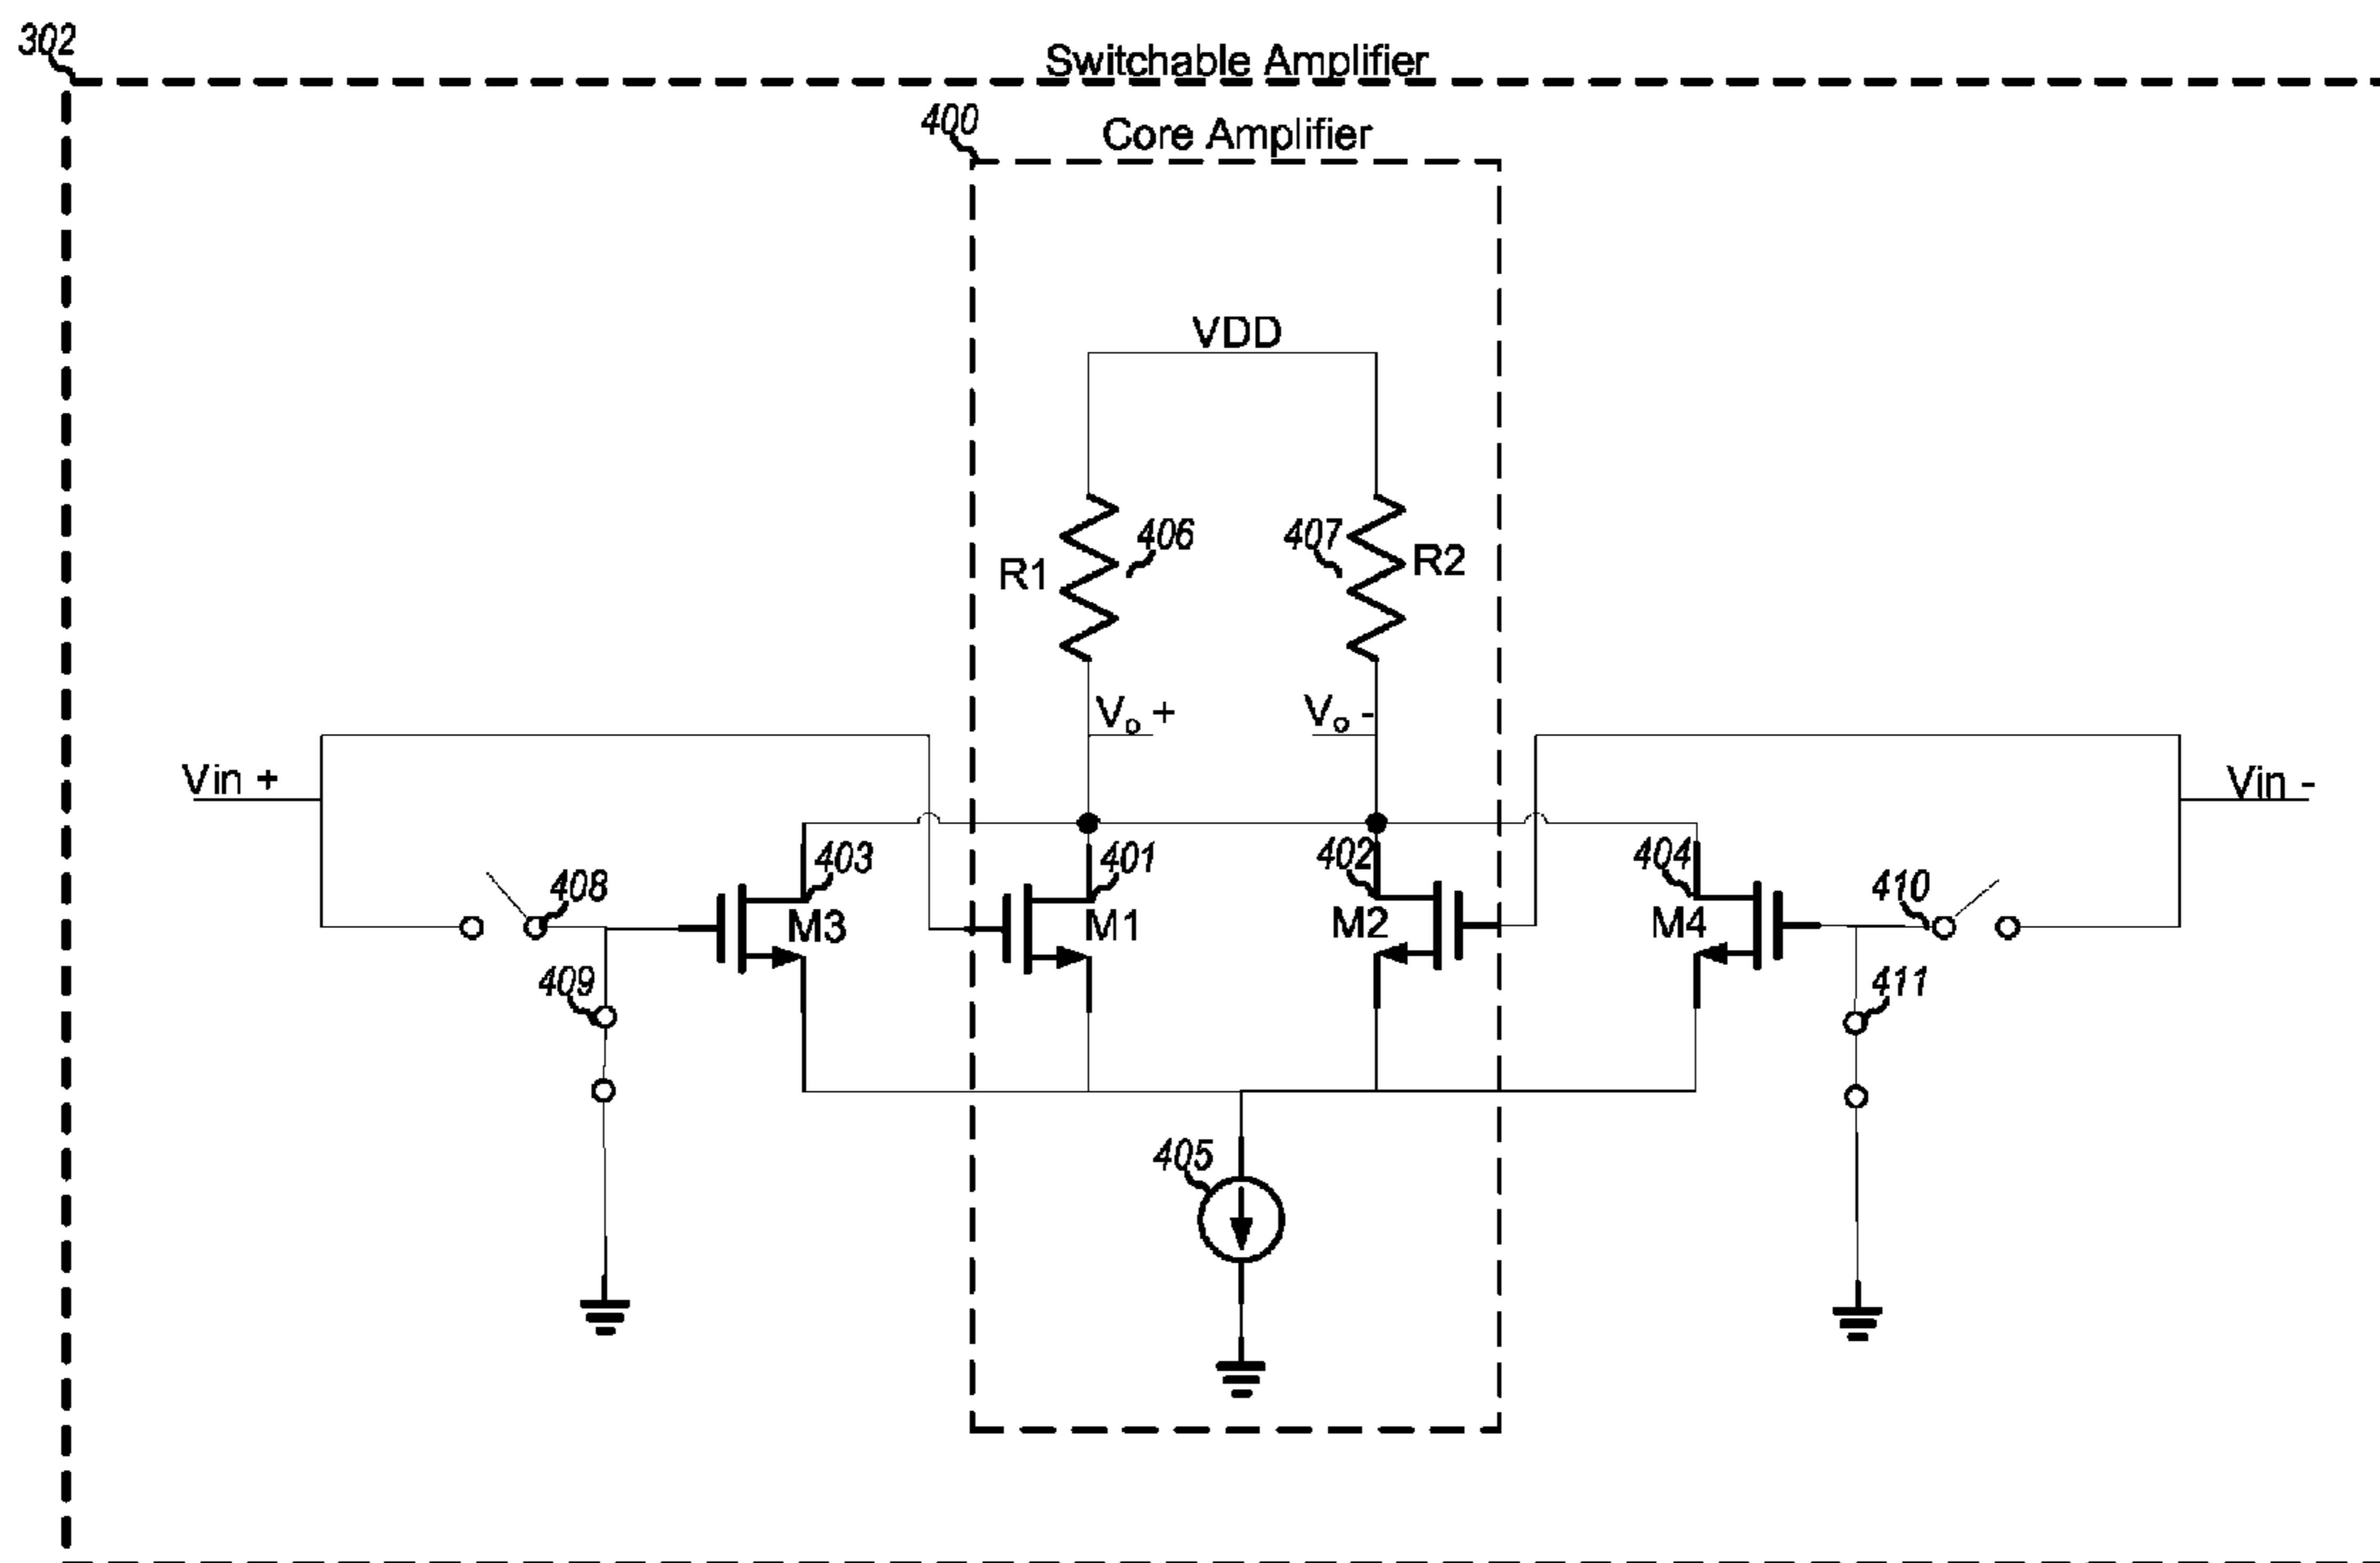 302
Switchable Amplifier
400
Core Amplifier
VDD
406
407
R1
R2
Vo +
Vo -
Vin +
Vin -
403
401
402
404
408
410
M3
M1
M2
M4
409
411
405